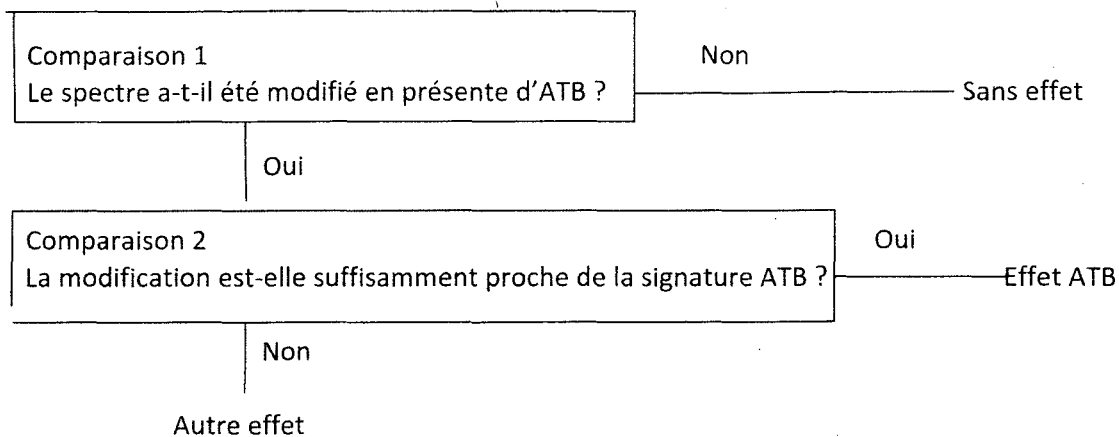 Comparaison 1
Le spectre a-t-il été modifié en présente d'ATB ?
Non
Sans effet
Oui
Comparaison 2
La modification est-elle suffisamment proche de la signature ATB ?
Oui
Effet ATB
Non
Autre effet